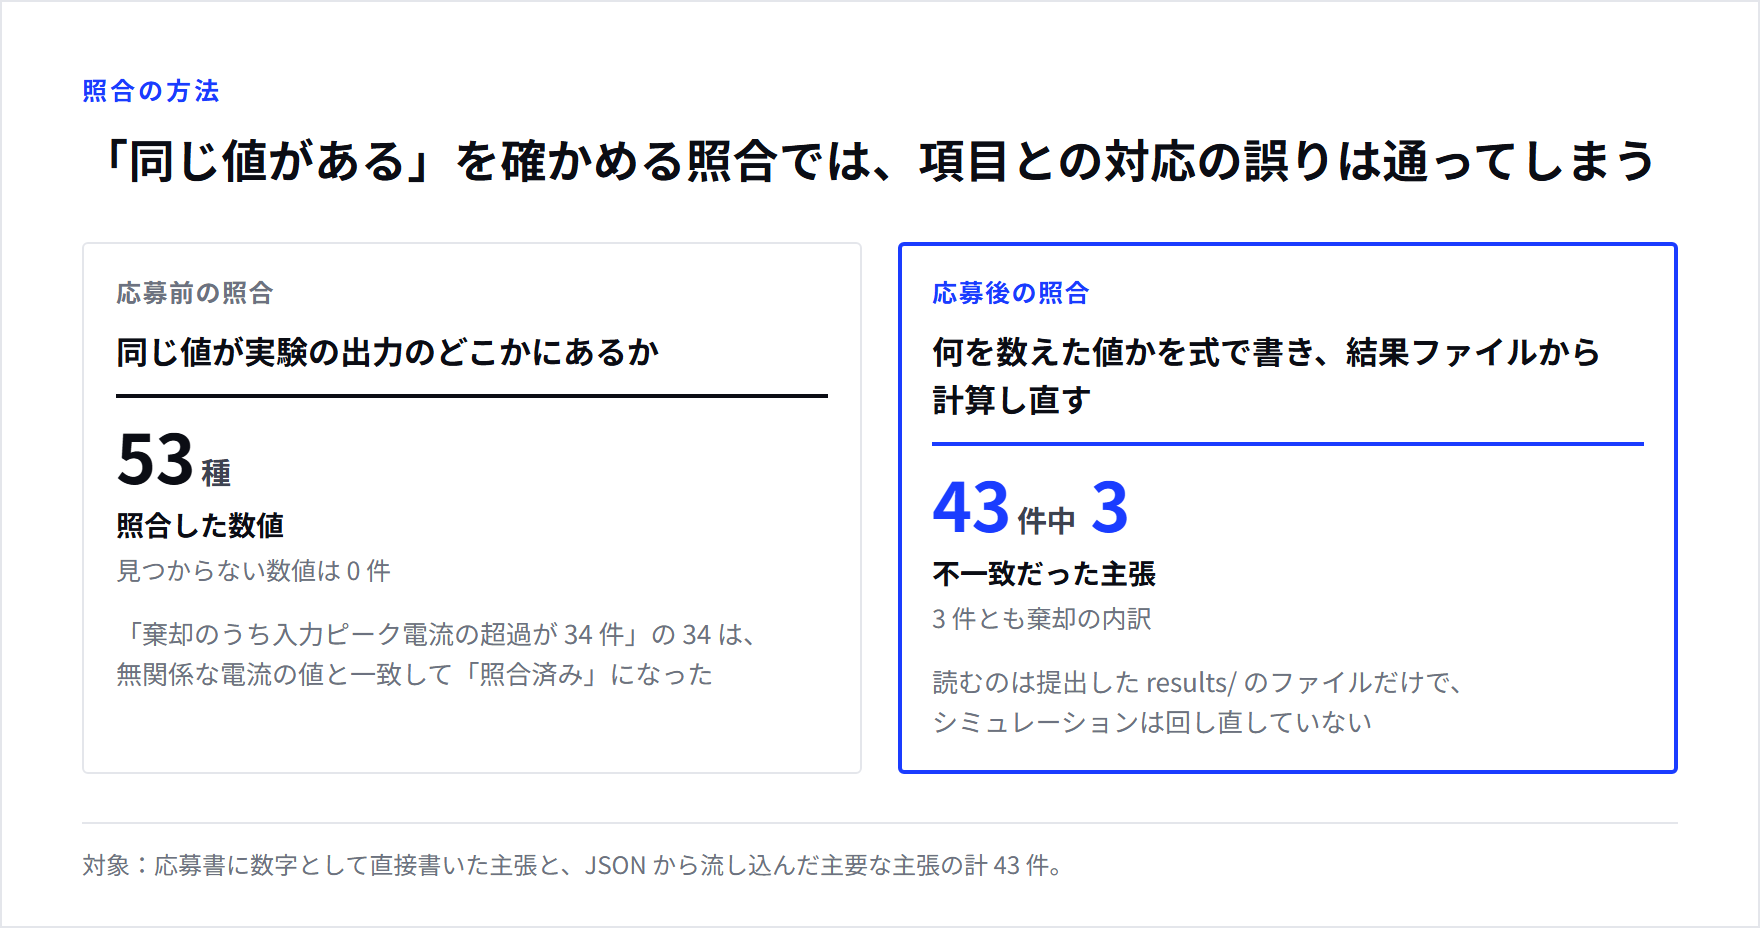 照合の方法
「同じ値がある」を確かめる照合では、項目との対応の誤りは通ってしまう
応募前の照合
同じ値が実験の出力のどこかにあるか
53 種
照合した数値
見つからない数値は 0 件
「棄却のうち入力ピーク電流の超過が 34 件」の 34 は、
無関係な電流の値と一致して「照合済み」になった
応募後の照合
何を数えた値かを式で書き、結果ファイルから
計算し直す
43 件中 3
不一致だった主張
3 件とも棄却の内訳
読むのは提出した results/ のファイルだけで、
シミュレーションは回し直していない
対象：応募書に数字として直接書いた主張と、JSON から流し込んだ主要な主張の計 43 件。